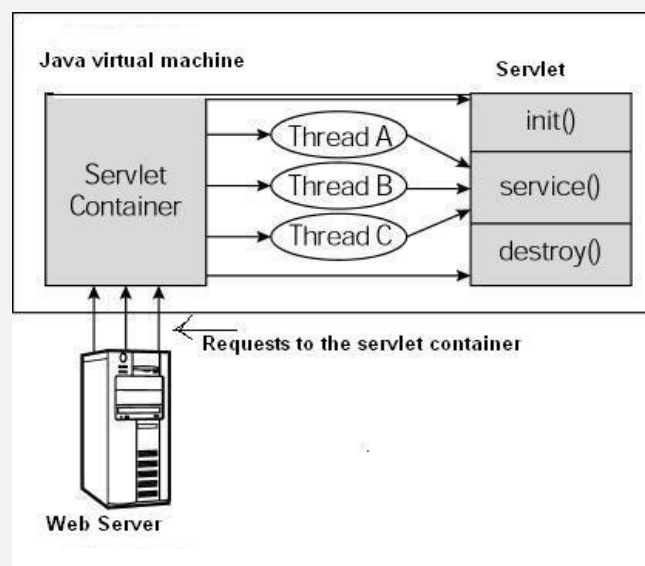 Java virtual machine
Servlet
Servlet
Container
Thread A
Thread B
Thread C
init()
service()
destroy()
Requests to the servlet container
Web Server